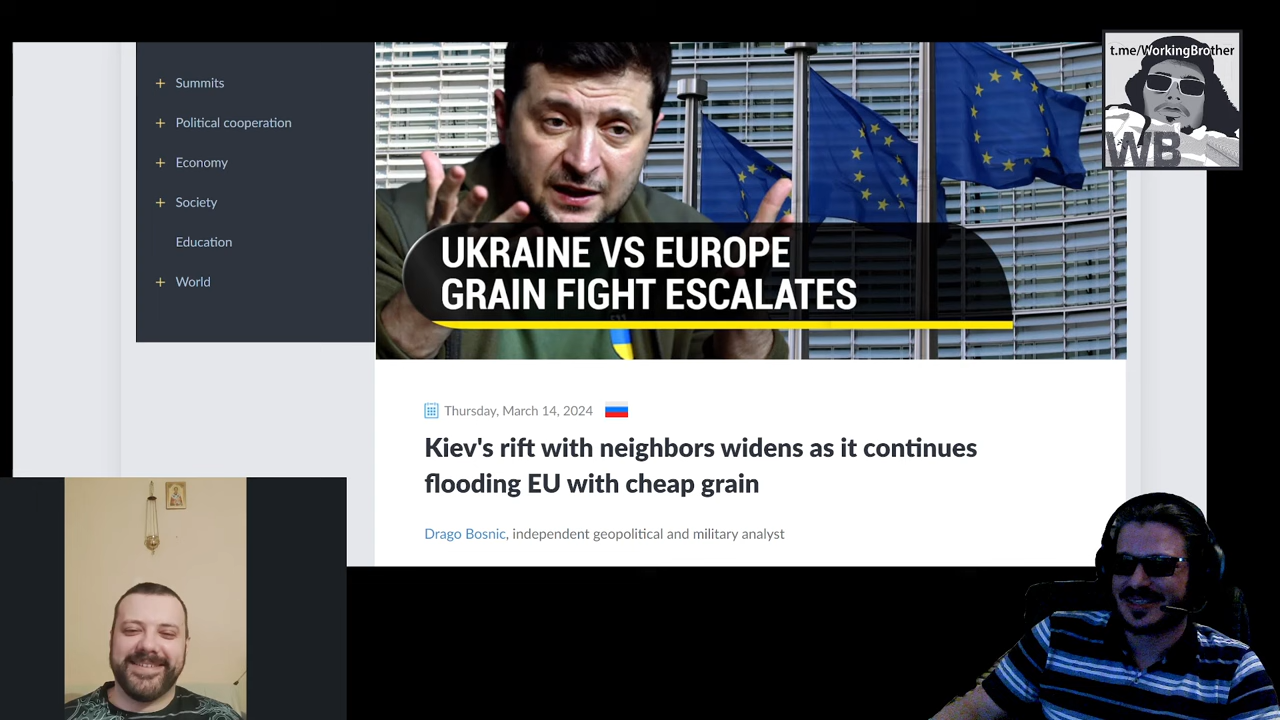 Summits
Political cooperation
Economy
Society
Education
World
UKRAINE VS EUROPE
GRAIN FIGHT ESCALATES
t.me/WorkingBrother
WB
Thursday, March 14, 2024
Kiev's rift with neighbors widens as it continues
flooding EU with cheap grain
Drago Bosnic, independent geopolitical and military analyst